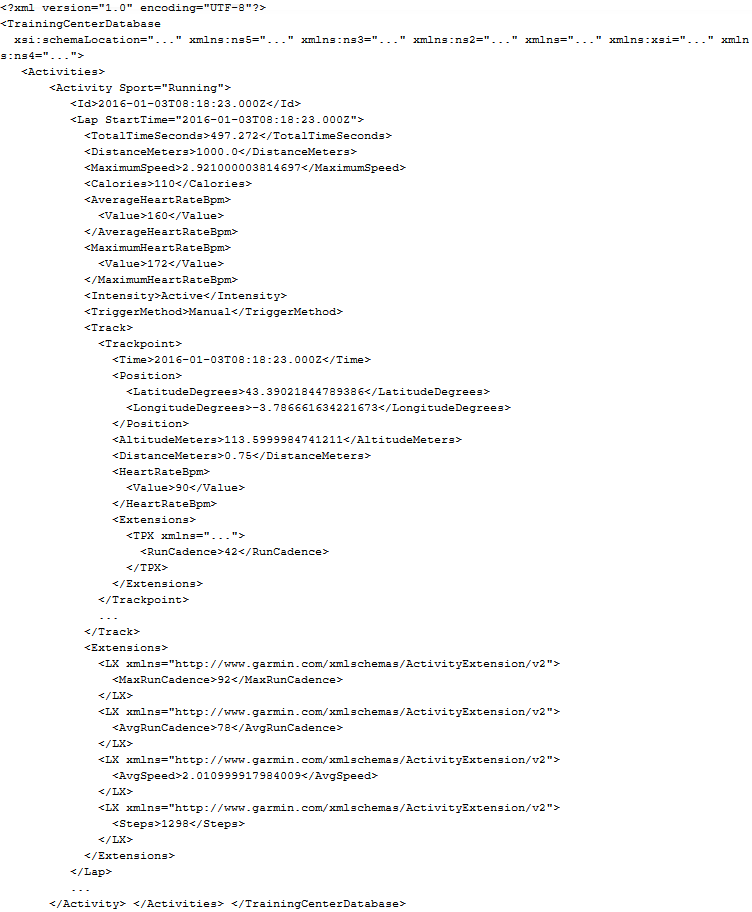 <?xml version="1.0" encoding="UTF-8"?>
<TrainingCenterDatabase
xsi:schemaLocation="..." xmlns:ns5="..." xmlns:ns3="..." xmlns:ns2="..." xmlns="..." xmlns:xsi="..." xmln
s:ns4="...">
<Activities>
<Activity Sport="Running">
<Id>2016-01-03T08:18:23.000Z</Id>
<Lap StartTime="2016-01-03T08:18:23.000Z">
<TotalTimeSeconds>497.272</TotalTimeSeconds>
<DistanceMeters>1000.0</DistanceMeters>
<MaximumSpeed>2.921000003814697</MaximumSpeed>
<Calories>110</Calories>
<AverageHeartRateBpm>
<Value>160</Value>
</AverageHeartRateBpm>
<MaximumHeartRateBpm>
<Value>172</Value>
</MaximumHeartRateBpm>
<Intensity>Active</Intensity>
<TriggerMethod>Manual</TriggerMethod>
<Track>
<Trackpoint>
<Time>2016-01-03T08:18:23.000Z</Time>
<Position>
<LatitudeDegrees>43.39021844789386</LatitudeDegrees>
<LongitudeDegrees>-3.786661634221673</LongitudeDegrees>
</Position>
<AltitudeMeters>113.5999984741211</AltitudeMeters>
<DistanceMeters>0.75</DistanceMeters>
<HeartRateBpm>
<Value>90</Value>
</HeartRateBpm>
<Extensions>
<TPX xmlns="...">
<RunCadence>42</RunCadence>
</TPX>
</Extensions>
</Trackpoint>
...
</Track>
<Extensions>
<LX xmlns="http://www.garmin.com/xmlschemas/ActivityExtension/v2">
<MaxRunCadence>92</MaxRunCadence>
</LX>
<LX xmlns="http://www.garmin.com/xmlschemas/ActivityExtension/v2">
<AvgRunCadence>78</AvgRunCadence>
</LX>
<LX xmlns="http://www.garmin.com/xmlschemas/ActivityExtension/v2">
<AvgSpeed>2.010999917984009</AvgSpeed>
</LX>
<LX xmlns="http://www.garmin.com/xmlschemas/ActivityExtension/v2">
<Steps>1298</Steps>
</LX>
</Extensions>
</Lap>
...
</Activity> </Activities> </TrainingCenterDatabase>